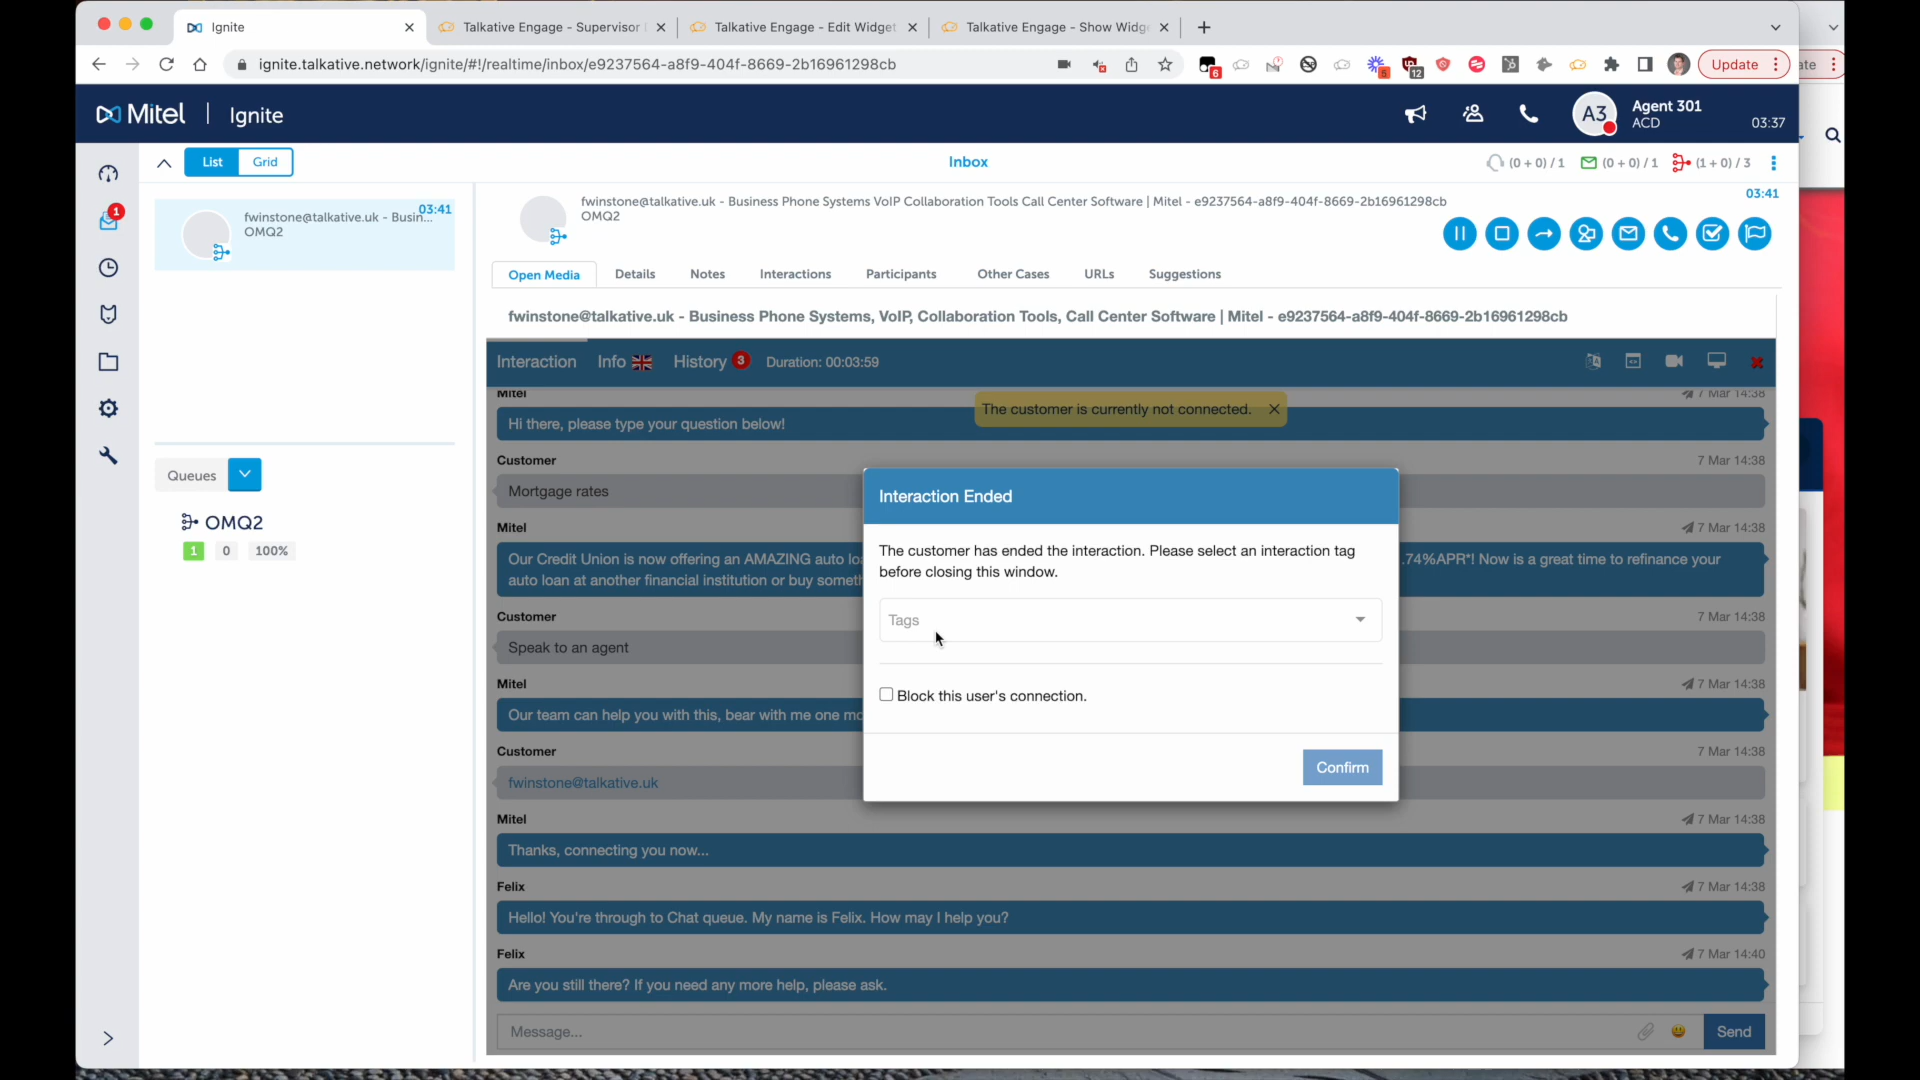 Ignite
Talkative Engage - Supervisor
Talkative Engage - Edit Widget
Talkative Engage - Show Widge
ignite.talkative.network/ignite/#!/realtime/inbox/e9237564-a8f9-404f-8669-2b16961298cb
6
5
12
Update
Mitel | Ignite
A3
Agent 301
ACD
03:37
List
Grid
Inbox
(0 + 0) / 1
(0 + 0) / 1
(1 + 0) / 3
1
fwinstone@talkative.uk - Busin...
03:41
OMQ2
fwinstone@talkative.uk - Business Phone Systems VoIP Collaboration Tools Call Center Software | Mitel - e9237564-a8f9-404f-8669-2b16961298cb
03:41
OMQ2
Open Media
Details
Notes
Interactions
Participants
Other Cases
URLs
Suggestions
fwinstone@talkative.uk - Business Phone Systems, VoIP, Collaboration Tools, Call Center Software | Mitel - e9237564-a8f9-404f-8669-2b16961298cb
Interaction
Info
History 3
Duration: 00:03:59
Mitel
7 Mar 14:38
The customer is currently not connected.
Hi there, please type your question below!
Customer
7 Mar 14:38
Mortgage rates
Mitel
7 Mar 14:38
Our Credit Union is now offering an AMAZING auto loa
.74%APR*! Now is a great time to refinance your
auto loan at another financial institution or buy someth
Customer
7 Mar 14:38
Speak to an agent
Mitel
7 Mar 14:38
Our team can help you with this, bear with me one mo
Customer
7 Mar 14:38
fwinstone@talkative.uk
Mitel
7 Mar 14:38
Thanks, connecting you now...
Felix
7 Mar 14:38
Hello! You're through to Chat queue. My name is Felix. How may I help you?
Felix
7 Mar 14:40
Are you still there? If you need any more help, please ask.
Message...
Send
Interaction Ended
The customer has ended the interaction. Please select an interaction tag
before closing this window.
Tags
Block this user's connection.
Confirm
Queues
OMQ2
1
0
100%